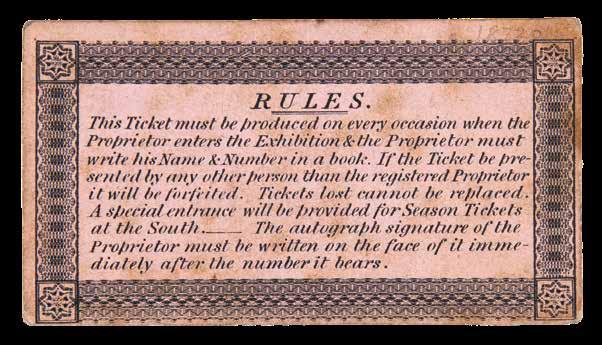 RULES.
This Ticket must be produced on every occasion when the
Proprietor enters the Exhibition & the Proprietor must
write his Name & Number in a book. If the Ticket be pre-
sented by any other person than the registered Proprietor
it will be forfeited. Tickets lost cannot be replaced.
A special entrance will be provided for Season Tickets
at the South.____ The autograph signature of the
Proprietor must be written on the face of it imme-
diately after the number it bears.